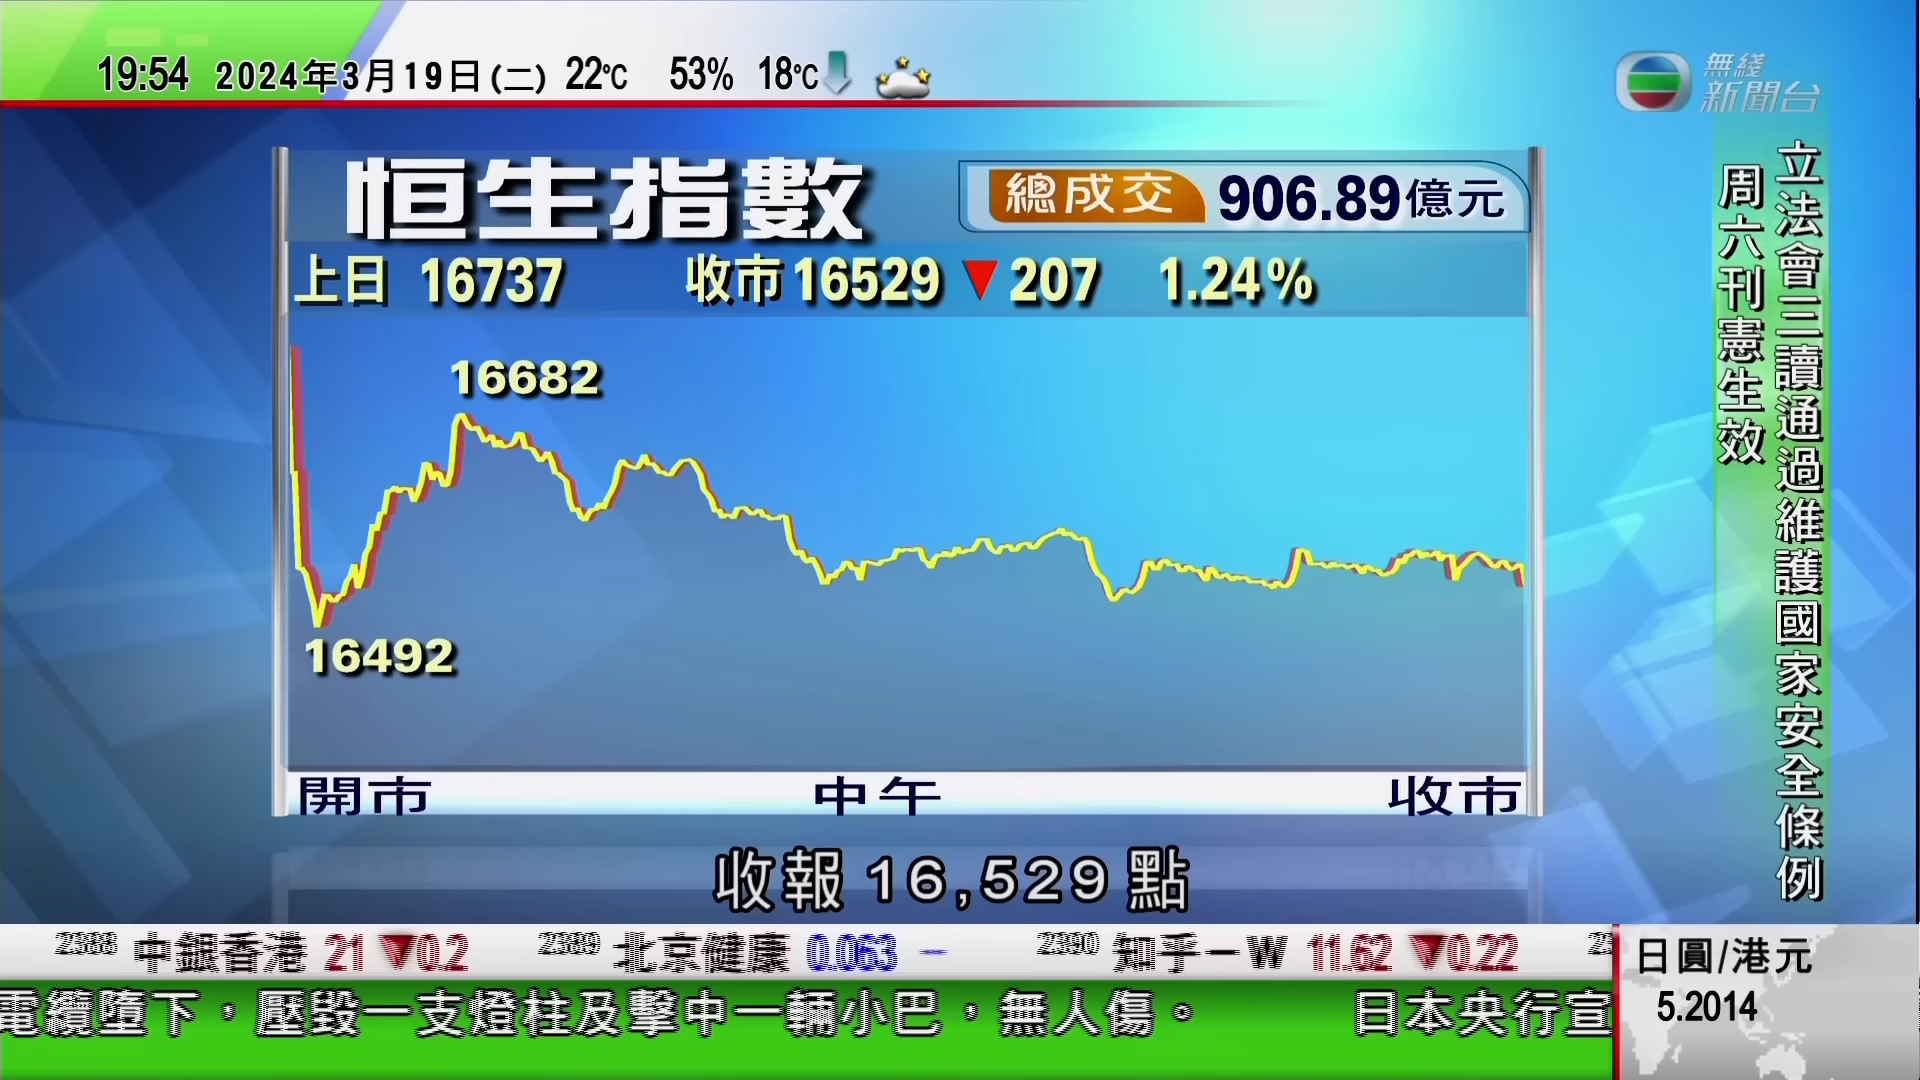 19:54 2024年3月19日(二) 22℃ 53% 18℃
無綫
新聞台
恒生指數
總成交 906.89億元
上日 16737 收市 16529 ▼ 207 1.24%
16682
16492
開市 中午 收市
收報 16,529 點
立法會三讀通過維護國家安全條例
周六刊憲生效
2388 中銀香港 21 ▼0.2 2389 北京健康 0.063 – 2390 知乎－W 11.62 ▼0.22
電纜墮下，壓毀一支燈柱及擊中一輛小巴，無人傷。 日本央行宣
日圓/港元
5.2014